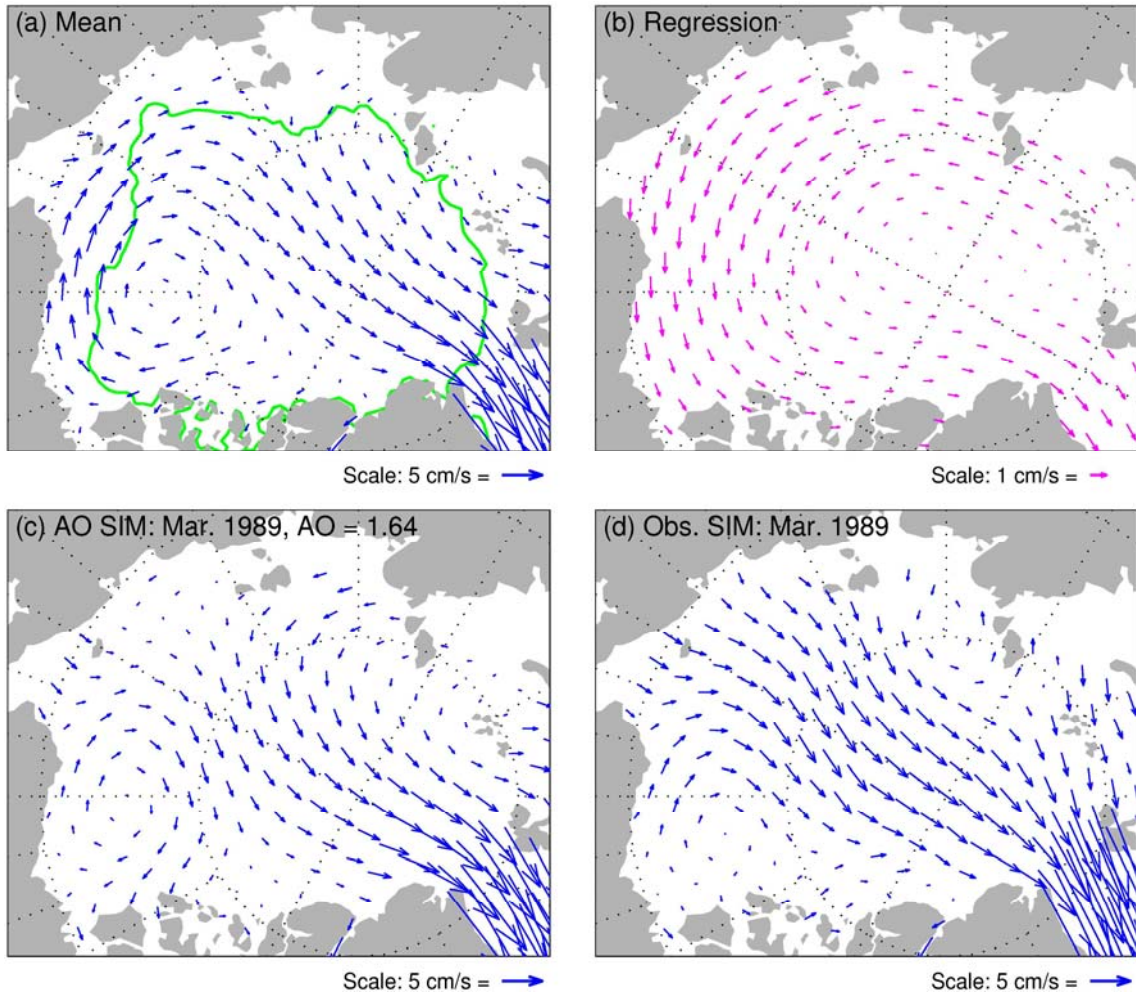 (a) Mean
(b) Regression
Scale: 5 cm/s =
Scale: 1 cm/s =
(c) AO SIM: Mar. 1989, AO = 1.64
(d) Obs. SIM: Mar. 1989
Scale: 5 cm/s =
Scale: 5 cm/s =